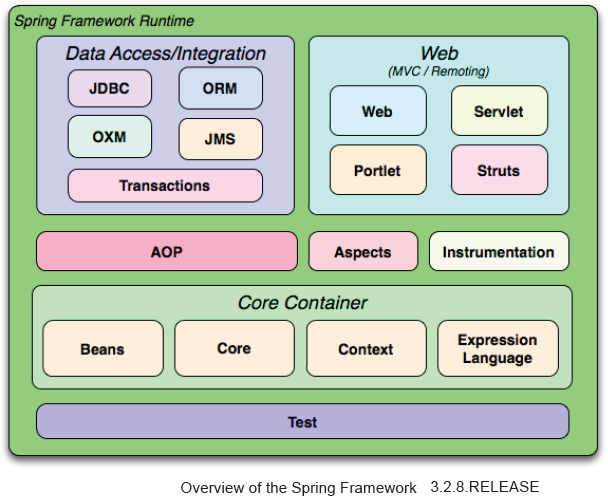 Spring Framework Runtime
Data Access/Integration
JDBC
ORM
OXM
JMS
Transactions
Web
(MVC / Remoting)
Web
Servlet
Portlet
Struts
AOP
Aspects
Instrumentation
Core Container
Beans
Core
Context
Expression
Language
Test
Overview of the Spring Framework 3.2.8.RELEASE